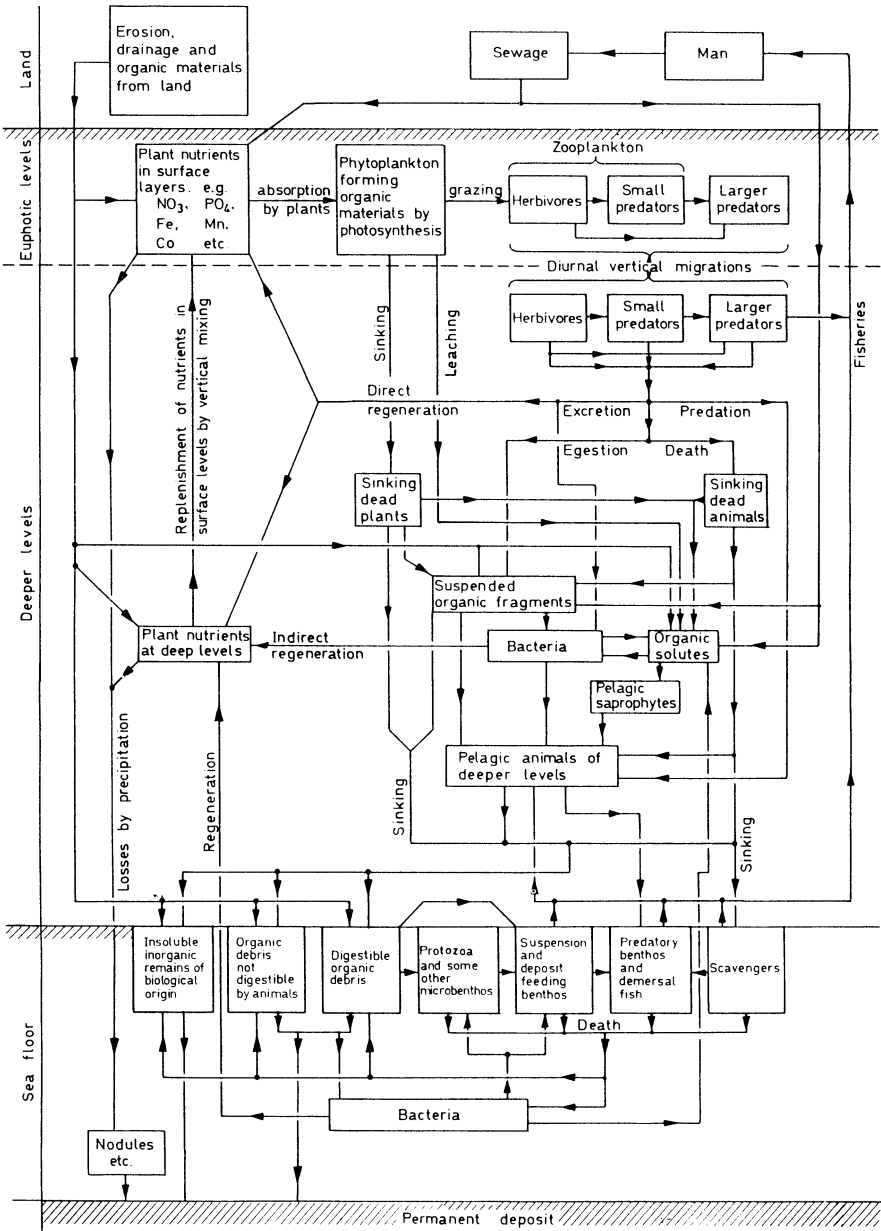 Land
Erosion,
drainage and
organic materials
from land
Sewage
Man
Euphotic levels
Plant nutrients
in surface
layers. e.g.
NO3, PO4,
Fe, Mn,
Co etc.
absorption
by plants
Phytoplankton
forming
organic
materials by
photosynthesis
grazing
Zooplankton
Herbivores
Small
predators
Larger
predators
Diurnal vertical migrations
Herbivores
Small
predators
Larger
predators
Fisheries
Deeper levels
Replenishment of nutrients in
surface levels by vertical mixing
Sinking
Leaching
Direct
regeneration
Excretion
Predation
Egestion
Death
Sinking
dead
plants
Sinking
dead
animals
Suspended
organic fragments
Plant nutrients
at deep levels
Indirect
regeneration
Bacteria
Organic
solutes
Pelagic
saprophytes
Pelagic animals of
deeper levels
Losses by precipitation
Regeneration
Sinking
Sinking
Sea floor
Insoluble
inorganic
remains of
biological
origin
Organic
debris
not
digestible
by animals
Digestible
organic
debris
Protozoa
and some
other
microbenthos
Suspension
and
deposit
feeding
benthos
Predatory
benthos
and
demersal
fish
Scavengers
Death
Bacteria
Nodules
etc.
Permanent deposit